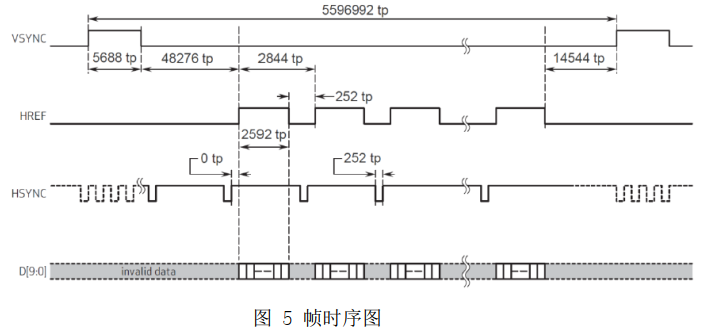 5596992 tp
VSYNC
5688 tp 48276 tp 2844 tp 14544 tp
252 tp
HREF
2592 tp
0 tp 252 tp
HSYNC
D[9:0] invalid data
图 5 帧时序图